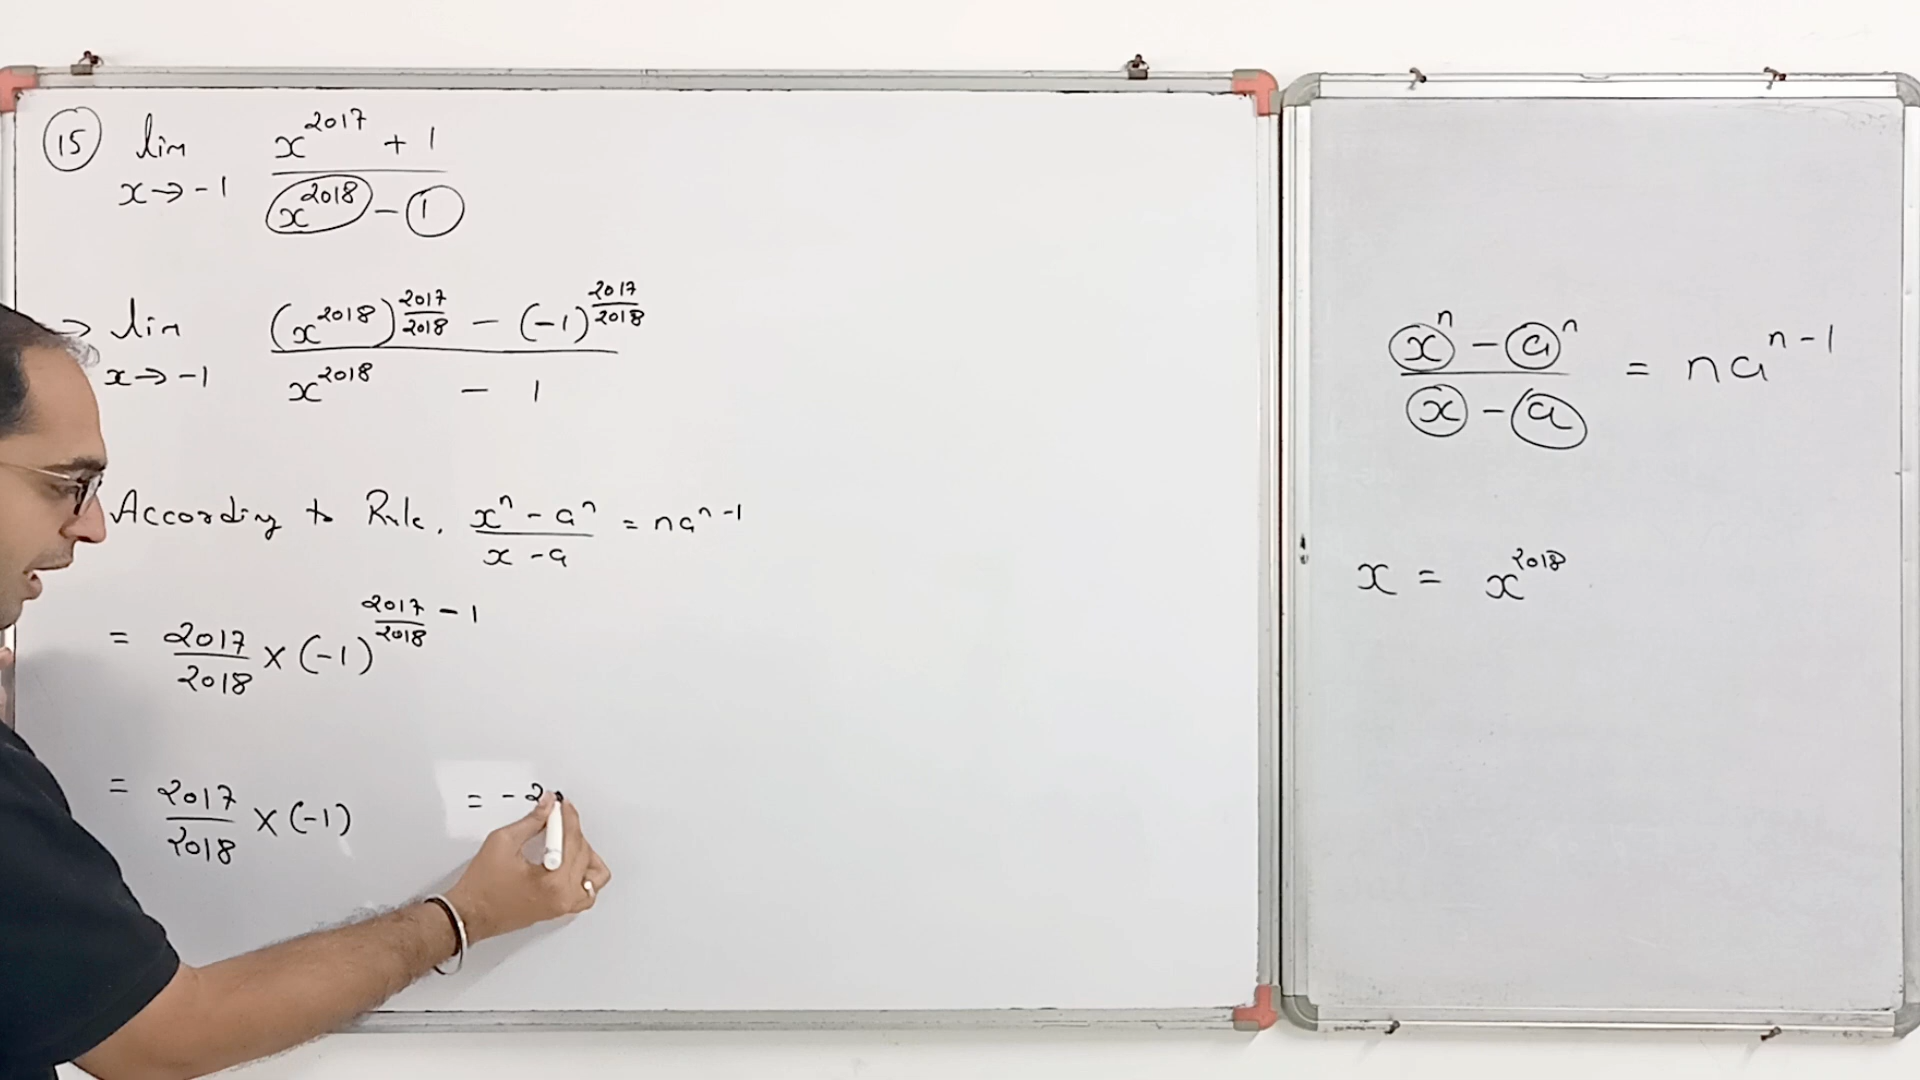 15 lim x→-1 (x^2017 + 1)/(x^2018 - 1)
⇒ lim x→-1 ((x^2018)^(2017/2018) - (-1)^(2017/2018))/(x^2018 - 1)
According to Rule, (x^n - a^n)/(x - a) = na^(n-1)
= 2017/2018 × (-1)^(2017/2018 - 1)
= 2017/2018 × (-1) = -2
(x^n - a^n)/(x - a) = na^(n-1)
x = x^2018